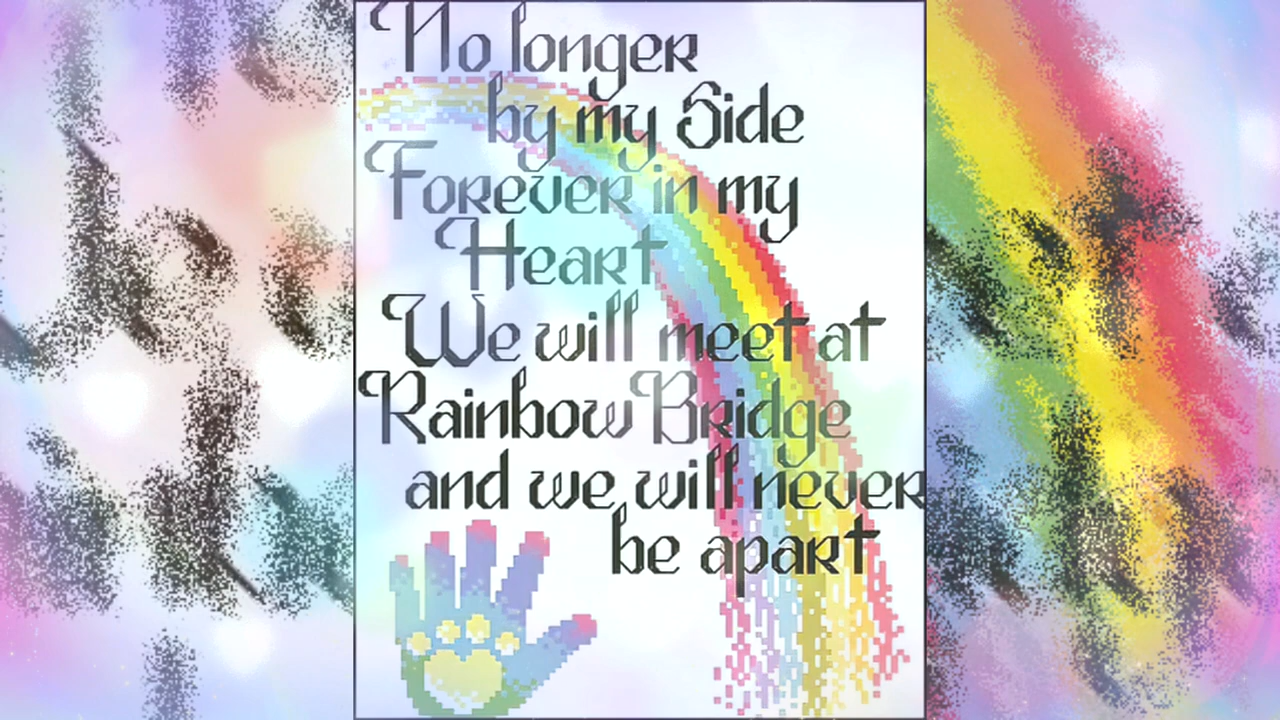 No longer
by my Side
Forever in my
Heart
We will meet at
Rainbow Bridge
and we will never
be apart